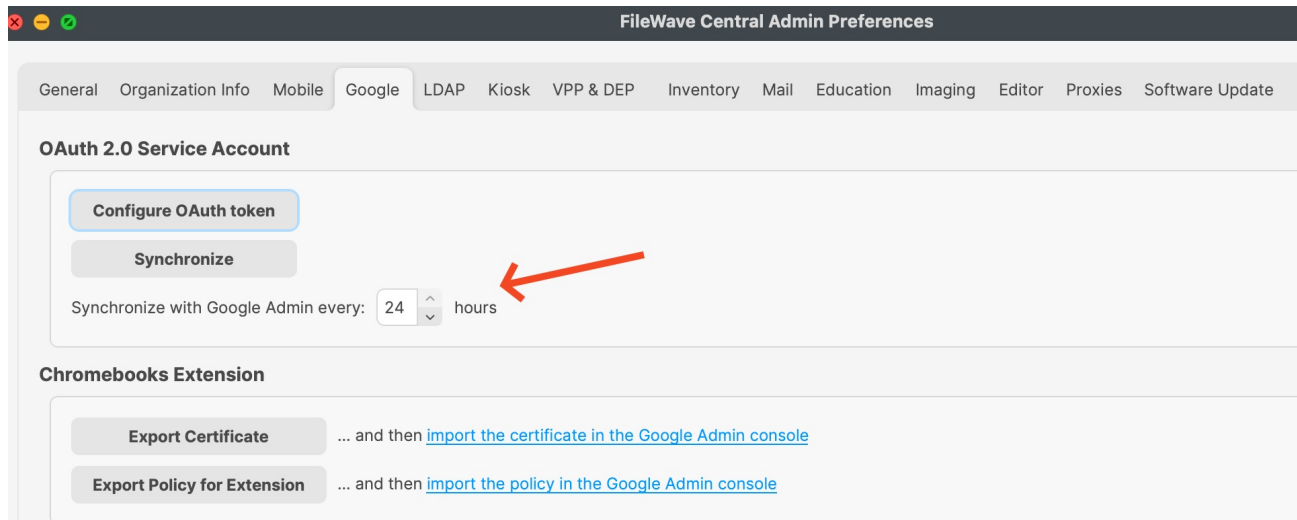 FileWave Central Admin Preferences
General Organization Info Mobile Google LDAP Kiosk VPP & DEP Inventory Mail Education Imaging Editor Proxies Software Update
OAuth 2.0 Service Account
Configure OAuth token
Synchronize
Synchronize with Google Admin every: 24 hours
Chromebooks Extension
Export Certificate ... and then import the certificate in the Google Admin console
Export Policy for Extension ... and then import the policy in the Google Admin console